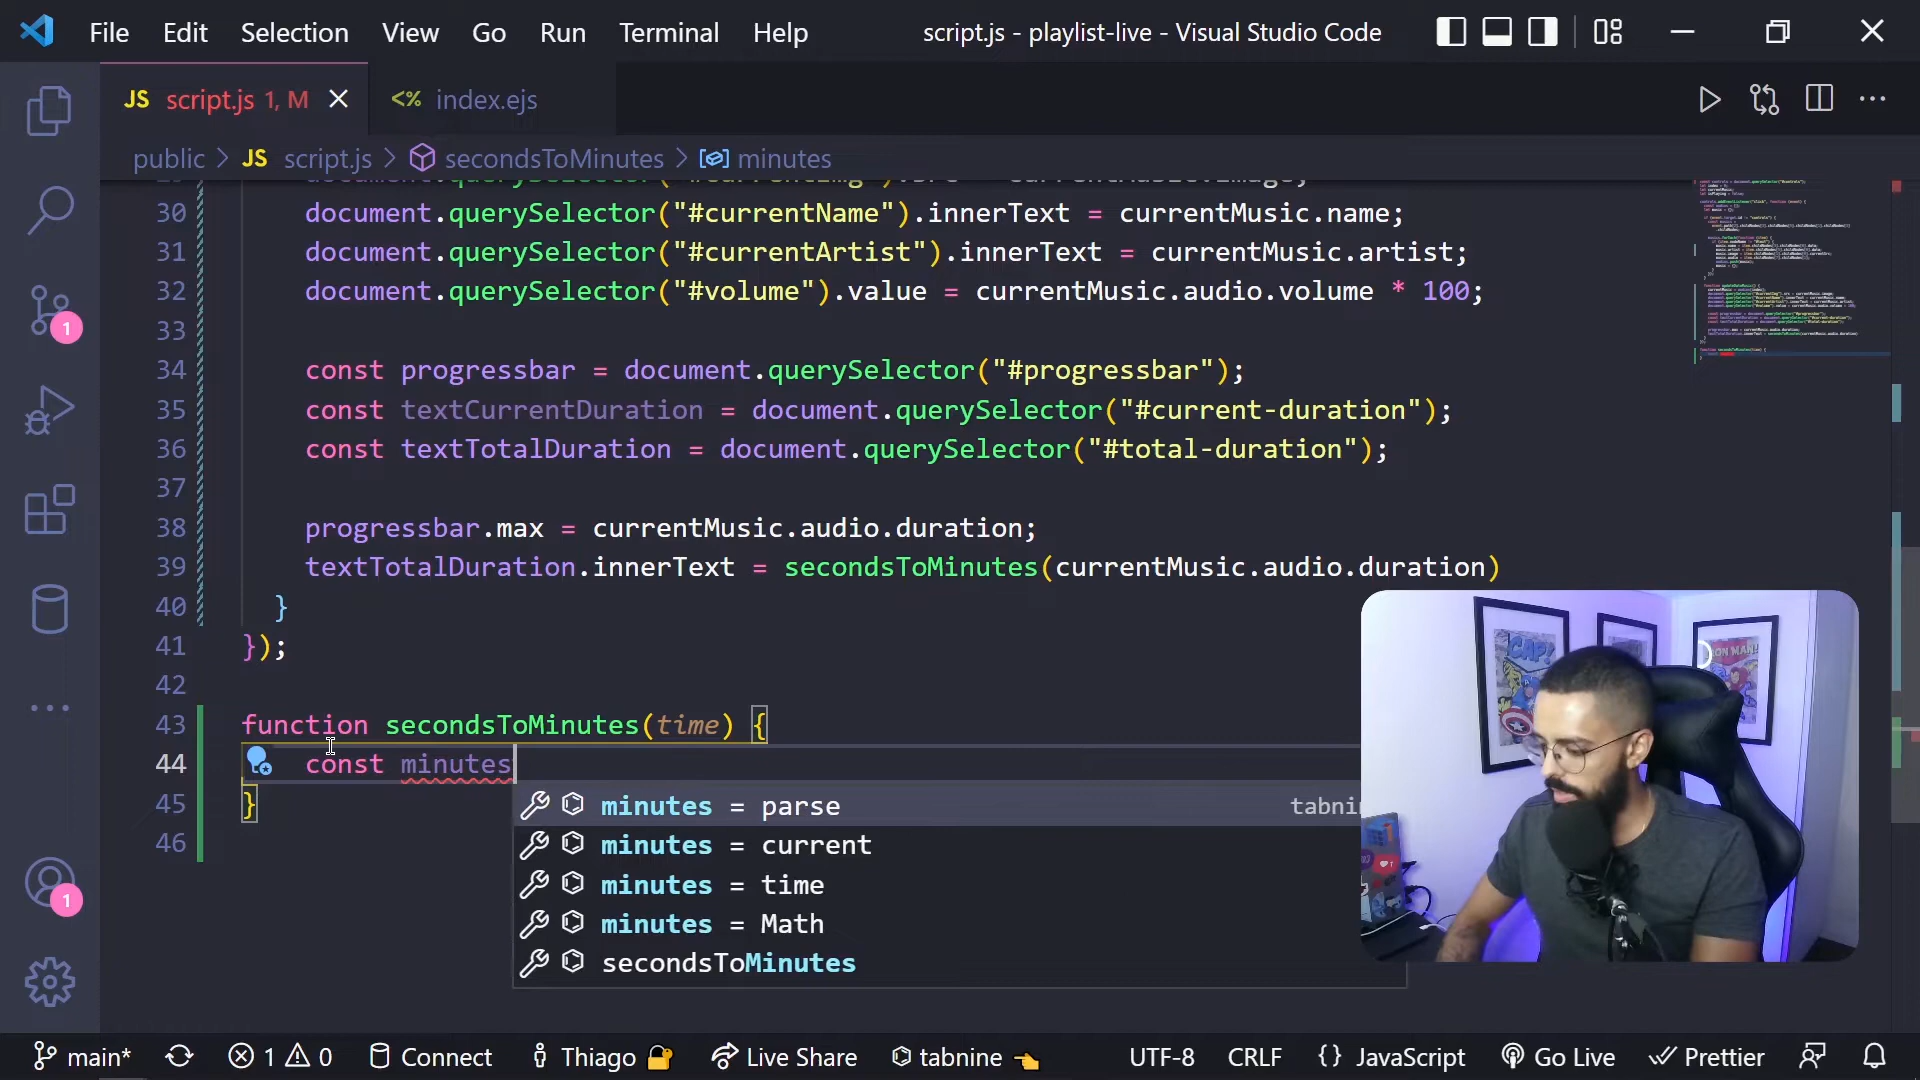 File Edit Selection View Go Run Terminal Help script.js - playlist-live - Visual Studio Code
JS script.js 1, M <% index.ejs
public > JS script.js > secondsToMinutes > minutes
30 document.querySelector("#currentName").innerText = currentMusic.name;
31 document.querySelector("#currentArtist").innerText = currentMusic.artist;
32 document.querySelector("#volume").value = currentMusic.audio.volume * 100;
33
34 const progressbar = document.querySelector("#progressbar");
35 const textCurrentDuration = document.querySelector("#current-duration");
36 const textTotalDuration = document.querySelector("#total-duration");
37
38 progressbar.max = currentMusic.audio.duration;
39 textTotalDuration.innerText = secondsToMinutes(currentMusic.audio.duration)
40 }
41 });
42
43 function secondsToMinutes(time) {
44 const minutes
45 }
46
minutes = parse
minutes = current
minutes = time
minutes = Math
secondsToMinutes
1
1
CAP!
IRON MAN!
main* 1 0 Connect Thiago Live Share tabnine UTF-8 CRLF {} JavaScript Go Live Prettier